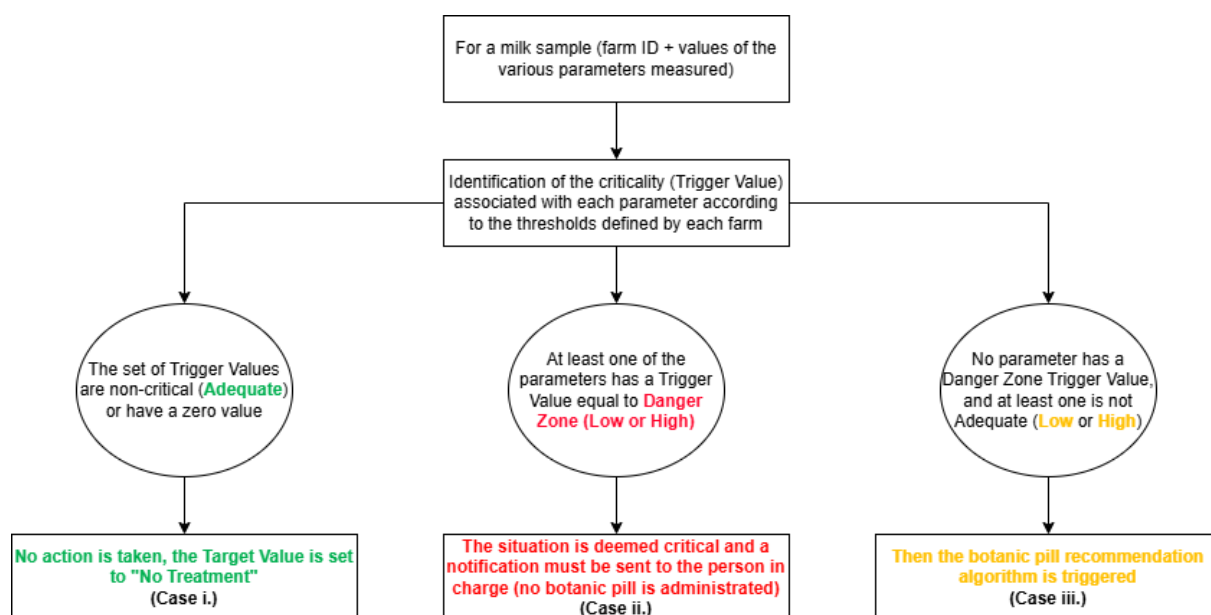 For a milk sample (farm ID + values of the
various parameters measured)
Identification of the criticality (Trigger Value)
associated with each parameter according
to the thresholds defined by each farm
The set of Trigger Values
are non-critical (Adequate)
or have a zero value
At least one of the
parameters has a Trigger
Value equal to Danger
Zone (Low or High)
No parameter has a
Danger Zone Trigger Value,
and at least one is not
Adequate (Low or High)
No action is taken, the Target Value is set
to "No Treatment"
(Case i.)
The situation is deemed critical and a
notification must be sent to the person in
charge (no botanic pill is administrated)
(Case ii.)
Then the botanic pill recommendation
algorithm is triggered
(Case iii.)